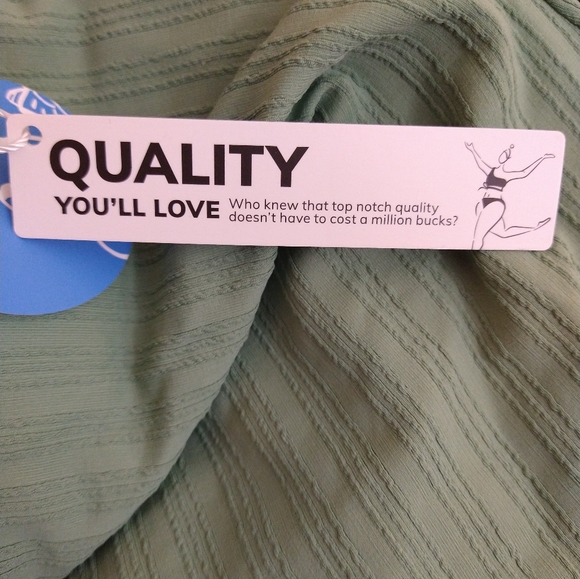 QUALITY
YOU'LL LOVE
Who knew that top notch quality
doesn't have to cost a million bucks?